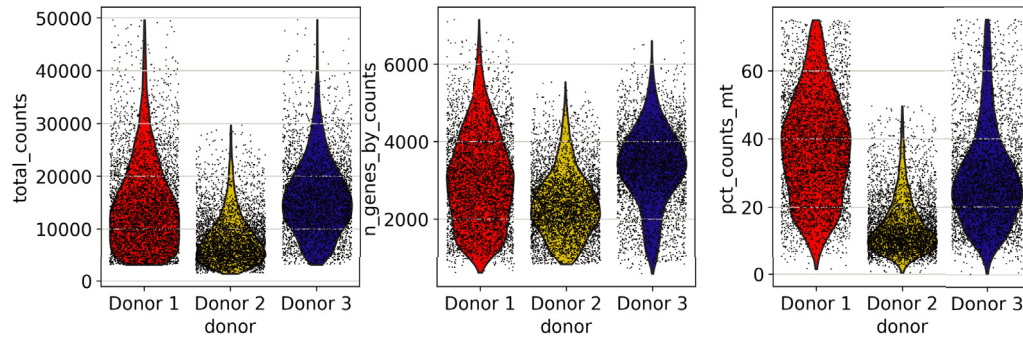 total_counts
50000
40000
30000
20000
10000
0
Donor 1 Donor 2 Donor 3
donor
n_genes_by_counts
6000
4000
2000
Donor 1 Donor 2 Donor 3
donor
pct_counts_mt
60
40
20
0
Donor 1 Donor 2 Donor 3
donor